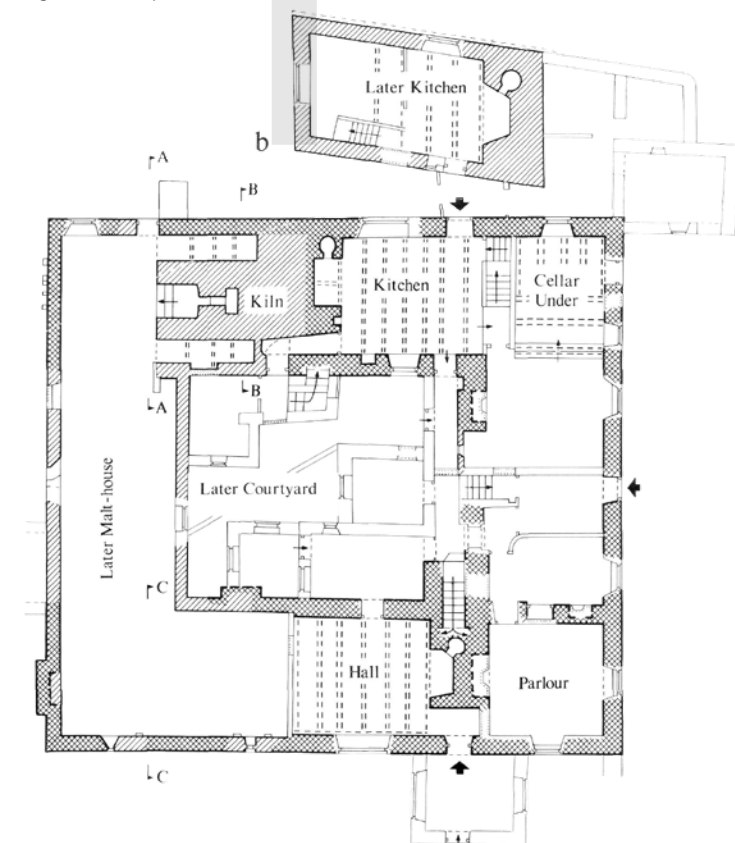 Later Kitchen
b
A
B
Kitchen
Cellar
Under
Kiln
B
A
Later Courtyard
Later Malt-house
C
Hall
Parlour
C